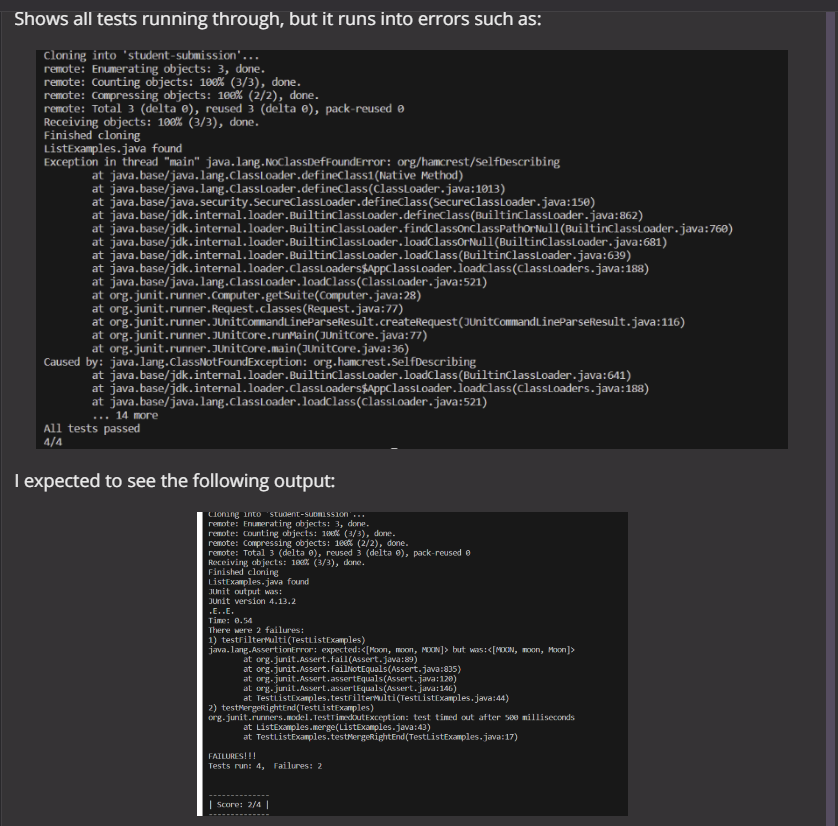 Shows all tests running through, but it runs into errors such as:
Cloning into 'student-submission'...
remote: Enumerating objects: 3, done.
remote: Counting objects: 100% (3/3), done.
remote: Compressing objects: 100% (2/2), done.
remote: Total 3 (delta 0), reused 3 (delta 0), pack-reused 0
Receiving objects: 100% (3/3), done.
Finished cloning
ListExamples.java found
Exception in thread "main" java.lang.NoClassDefFoundError: org/hamcrest/SelfDescribing
at java.base/java.lang.ClassLoader.defineClass1(Native Method)
at java.base/java.lang.ClassLoader.defineClass(ClassLoader.java:1013)
at java.base/java.security.SecureClassLoader.defineClass(SecureClassLoader.java:150)
at java.base/jdk.internal.loader.BuiltinClassLoader.defineClass(BuiltinClassLoader.java:862)
at java.base/jdk.internal.loader.BuiltinClassLoader.findClassOnClassPathOrNull(BuiltinClassLoader.java:760)
at java.base/jdk.internal.loader.BuiltinClassLoader.loadClassOrNull(BuiltinClassLoader.java:681)
at java.base/jdk.internal.loader.BuiltinClassLoader.loadClass(BuiltinClassLoader.java:639)
at java.base/jdk.internal.loader.ClassLoaders$AppClassLoader.loadClass(ClassLoaders.java:188)
at java.base/java.lang.ClassLoader.loadClass(ClassLoader.java:521)
at org.junit.runner.Computer.getSuite(Computer.java:28)
at org.junit.runner.Request.classes(Request.java:77)
at org.junit.runner.JUnitCommandLineParseResult.createRequest(JUnitCommandLineParseResult.java:116)
at org.junit.runner.JUnitCore.runMain(JUnitCore.java:77)
at org.junit.runner.JUnitCore.main(JUnitCore.java:36)
Caused by: java.lang.ClassNotFoundException: org.hamcrest.SelfDescribing
at java.base/jdk.internal.loader.BuiltinClassLoader.loadClass(BuiltinClassLoader.java:641)
at java.base/jdk.internal.loader.ClassLoaders$AppClassLoader.loadClass(ClassLoaders.java:188)
at java.base/java.lang.ClassLoader.loadClass(ClassLoader.java:521)
... 14 more
All tests passed
4/4
I expected to see the following output:
Cloning into 'student-submission'...
remote: Enumerating objects: 3, done.
remote: Counting objects: 100% (3/3), done.
remote: Compressing objects: 100% (2/2), done.
remote: Total 3 (delta 0), reused 3 (delta 0), pack-reused 0
Receiving objects: 100% (3/3), done.
Finished cloning
ListExamples.java found
JUnit output was:
JUnit version 4.13.2
.E..E.
Time: 0.54
There were 2 failures:
1) testFilterMulti(TestListExamples)
java.lang.AssertionError: expected:<[Moon, moon, MOON]> but was:<[MOON, moon, Moon]>
at org.junit.Assert.fail(Assert.java:89)
at org.junit.Assert.failNotEquals(Assert.java:835)
at org.junit.Assert.assertEquals(Assert.java:120)
at org.junit.Assert.assertEquals(Assert.java:146)
at TestListExamples.testFilterMulti(TestListExamples.java:44)
2) testMergeRightEnd(TestListExamples)
org.junit.runners.model.TestTimedOutException: test timed out after 500 milliseconds
at ListExamples.merge(ListExamples.java:43)
at TestListExamples.testMergeRightEnd(TestListExamples.java:17)
FAILURES!!!
Tests run: 4, Failures: 2
--------------
| Score: 2/4 |
--------------